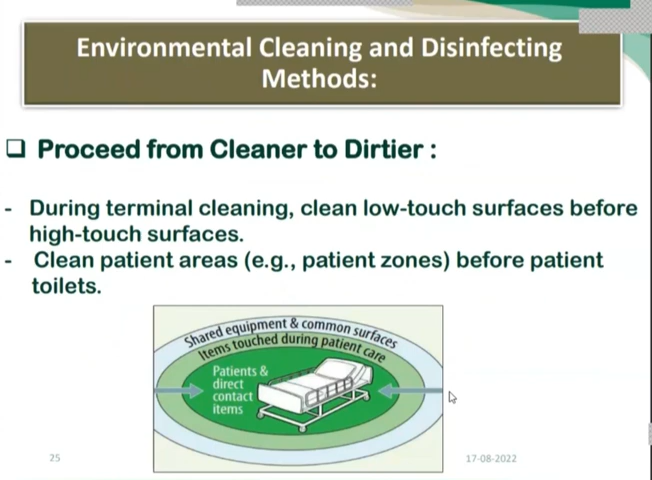 Environmental Cleaning and Disinfecting
Methods:
❑ Proceed from Cleaner to Dirtier :
- During terminal cleaning, clean low-touch surfaces before
high-touch surfaces.
- Clean patient areas (e.g., patient zones) before patient
toilets.
Shared equipment & common surfaces
Items touched during patient care
Patients &
direct
contact
items
25
17-08-2022